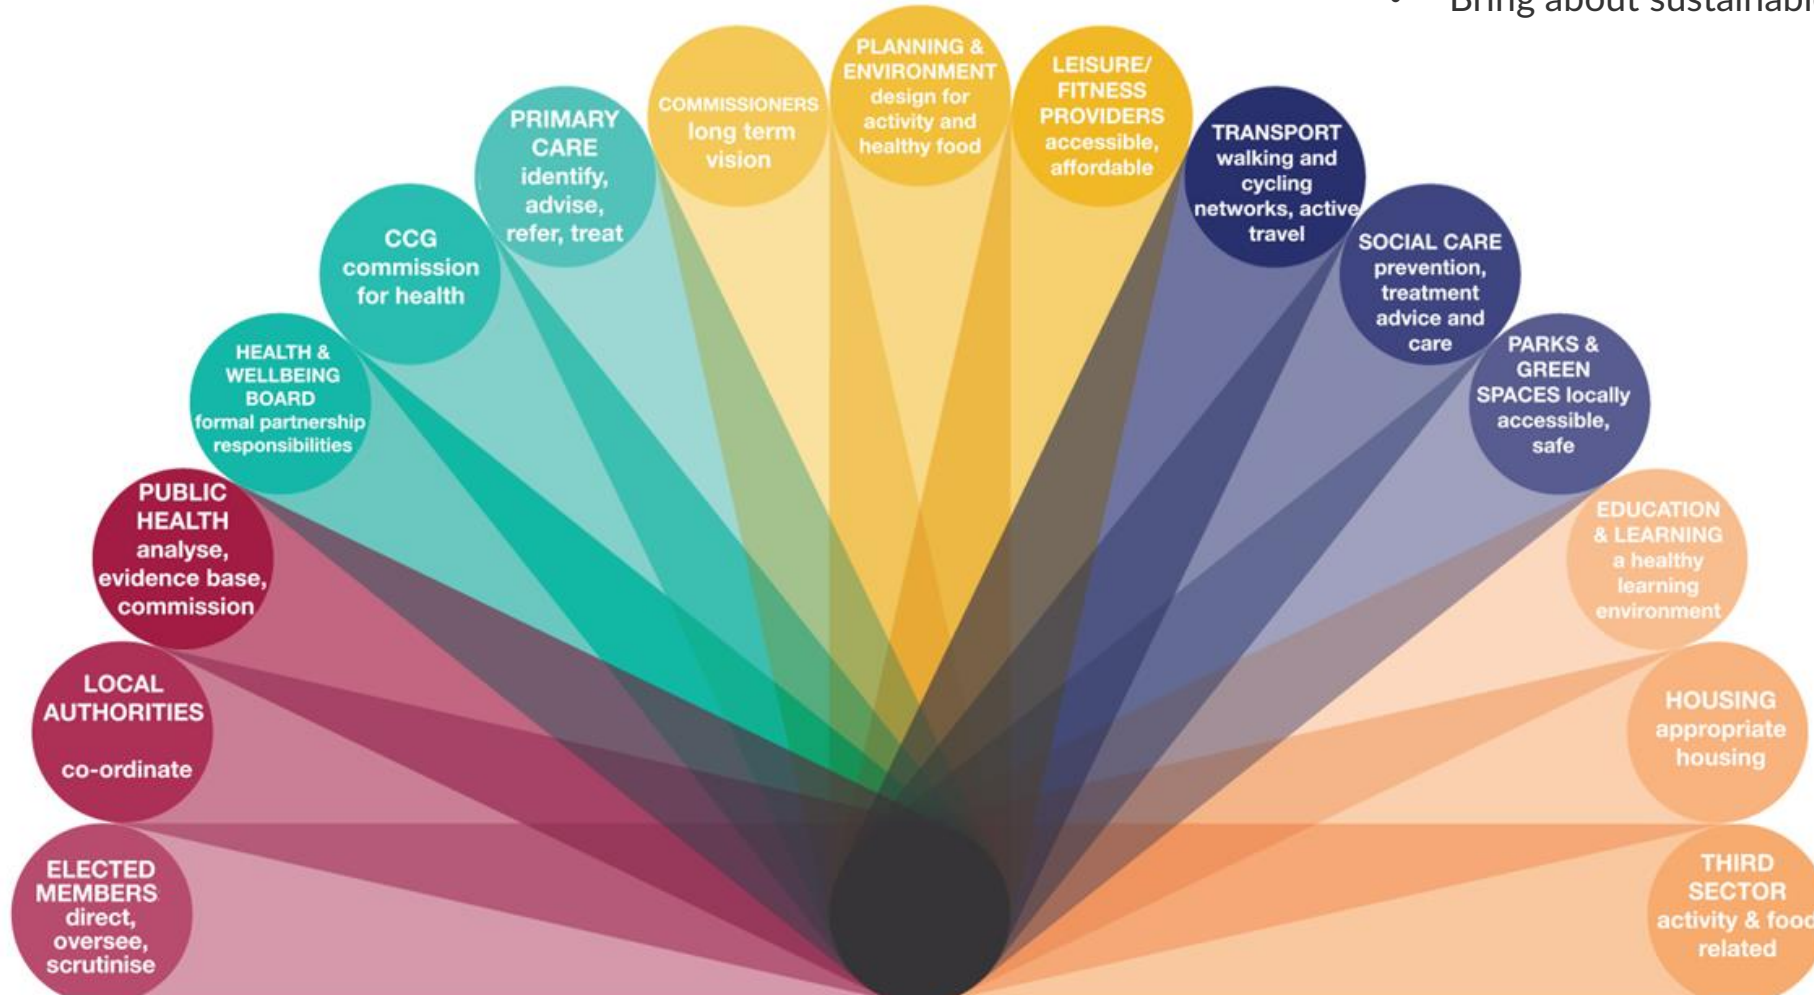 Bring about sustainable
PLANNING &
ENVIRONMENT
design for
activity and
healthy food
COMMISSIONERS
long term
vision
LEISURE/
FITNESS
PROVIDERS
accessible,
affordable
PRIMARY
CARE
identify,
advise,
refer, treat
TRANSPORT
walking and
cycling
networks, active
travel
CCG
commission
for health
SOCIAL CARE
prevention,
treatment
advice and
care
HEALTH &
WELLBEING
BOARD
formal partnership
responsibilities
PARKS &
GREEN
SPACES locally
accessible,
safe
PUBLIC
HEALTH
analyse,
evidence base,
commission
EDUCATION
& LEARNING
a healthy
learning
environment
LOCAL
AUTHORITIES
co-ordinate
HOUSING
appropriate
housing
ELECTED
MEMBERS
direct,
oversee,
scrutinise
THIRD
SECTOR
activity & food
related